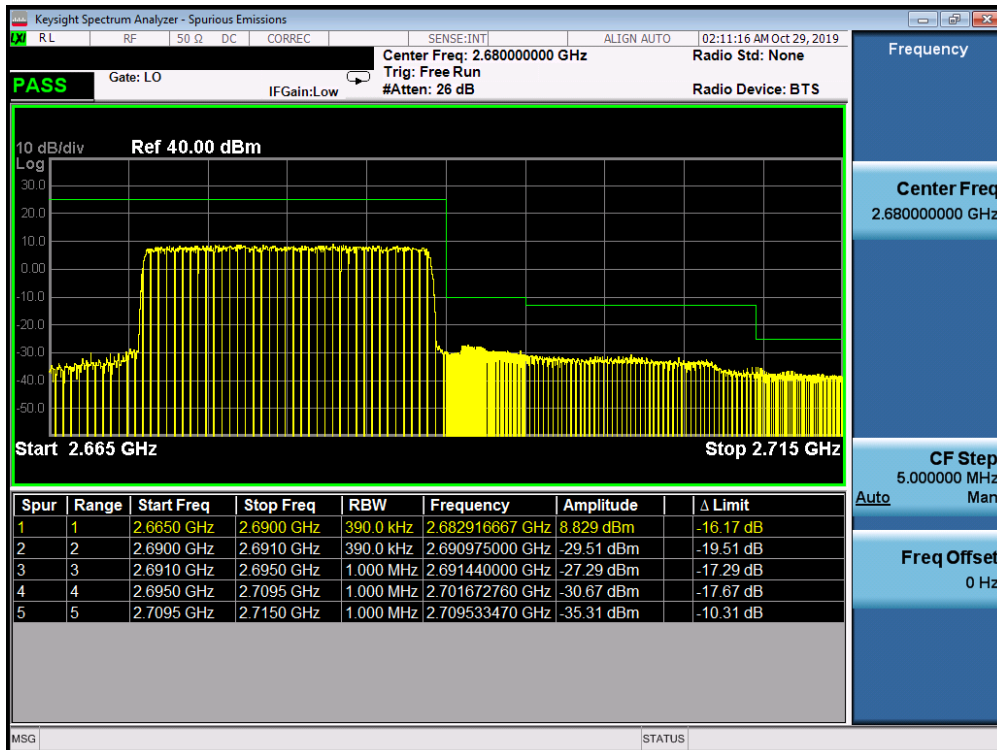 Keysight Spectrum Analyzer - Spurious Emissions
LXI RL RF 50 Ω DC CORREC SENSE:INT ALIGN AUTO 02:11:16 AM Oct 29, 2019
Center Freq: 2.680000000 GHz Radio Std: None
PASS Gate: LO Trig: Free Run
IFGain:Low #Atten: 26 dB Radio Device: BTS
10 dB/div Ref 40.00 dBm
Log
30.0
20.0
10.0
0.00
-10.0
-20.0
-30.0
-40.0
-50.0
Start 2.665 GHz Stop 2.715 GHz
Spur Range Start Freq Stop Freq RBW Frequency Amplitude Δ Limit
1 1 2.6650 GHz 2.6900 GHz 390.0 kHz 2.682916667 GHz 8.829 dBm -16.17 dB
2 2 2.6900 GHz 2.6910 GHz 390.0 kHz 2.690975000 GHz -29.51 dBm -19.51 dB
3 3 2.6910 GHz 2.6950 GHz 1.000 MHz 2.691440000 GHz -27.29 dBm -17.29 dB
4 4 2.6950 GHz 2.7095 GHz 1.000 MHz 2.701672760 GHz -30.67 dBm -17.67 dB
5 5 2.7095 GHz 2.7150 GHz 1.000 MHz 2.709533470 GHz -35.31 dBm -10.31 dB
MSG STATUS
Frequency
Center Freq
2.680000000 GHz
CF Step
5.000000 MHz
Auto Man
Freq Offset
0 Hz